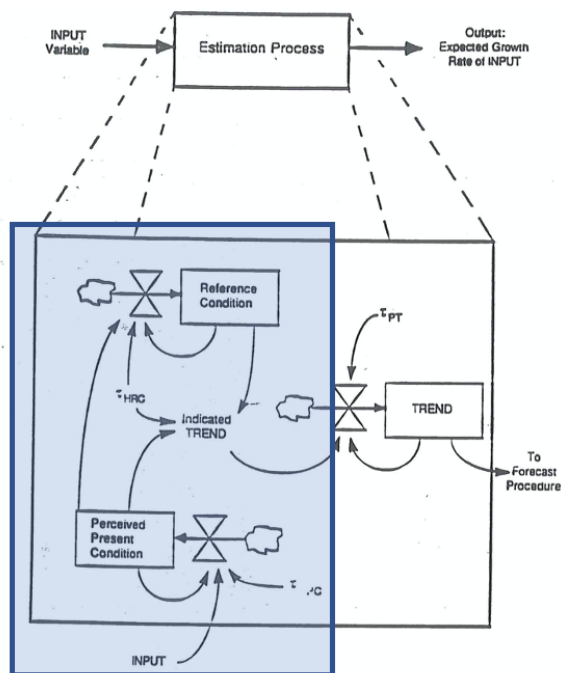 INPUT
Variable
Estimation Process
Output:
Expected Growth
Rate of INPUT
Reference
Condition
τPT
τHRC
Indicated
TREND
TREND
To
Forecast
Procedure
Perceived
Present
Condition
INPUT